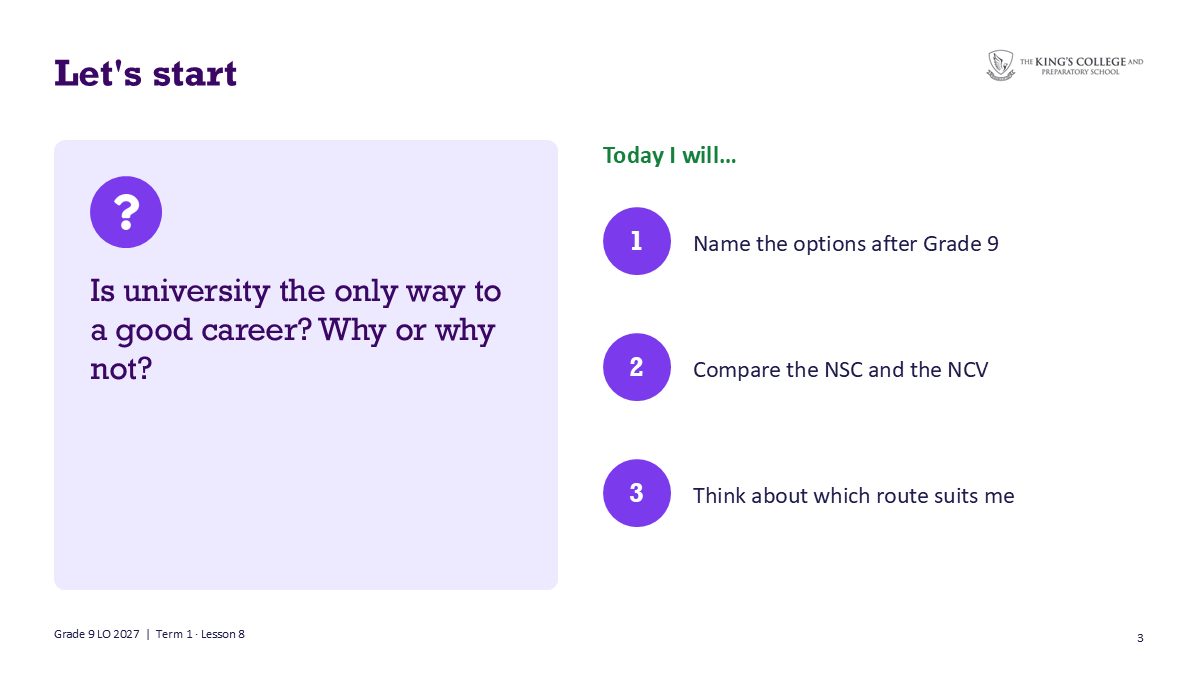 Let's start
THE KING'S COLLEGE AND
PREPARATORY SCHOOL
?
Is university the only way to
a good career? Why or why
not?
Today I will...
1
Name the options after Grade 9
2
Compare the NSC and the NCV
3
Think about which route suits me
Grade 9 LO 2027 | Term 1 · Lesson 8
3